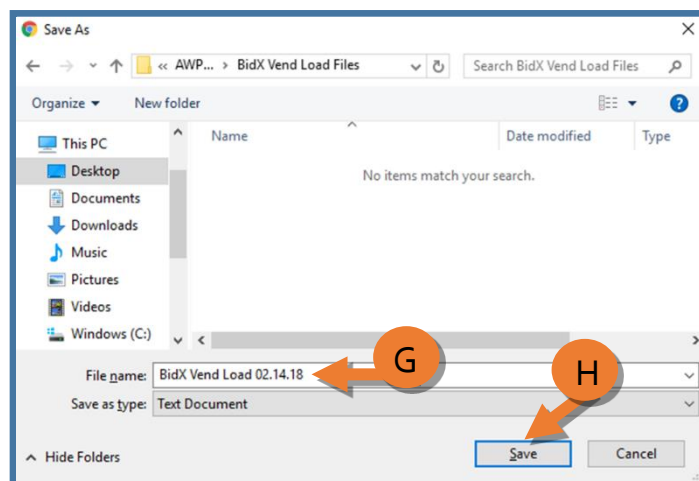 Save As
« AWP... › BidX Vend Load Files
Search BidX Vend Load Files
Organize
New folder
This PC
Desktop
Documents
Downloads
Music
Pictures
Videos
Windows (C:)
Name
Date modified
Type
No items match your search.
File name: BidX Vend Load 02.14.18
G
Save as type: Text Document
H
Hide Folders
Save
Cancel